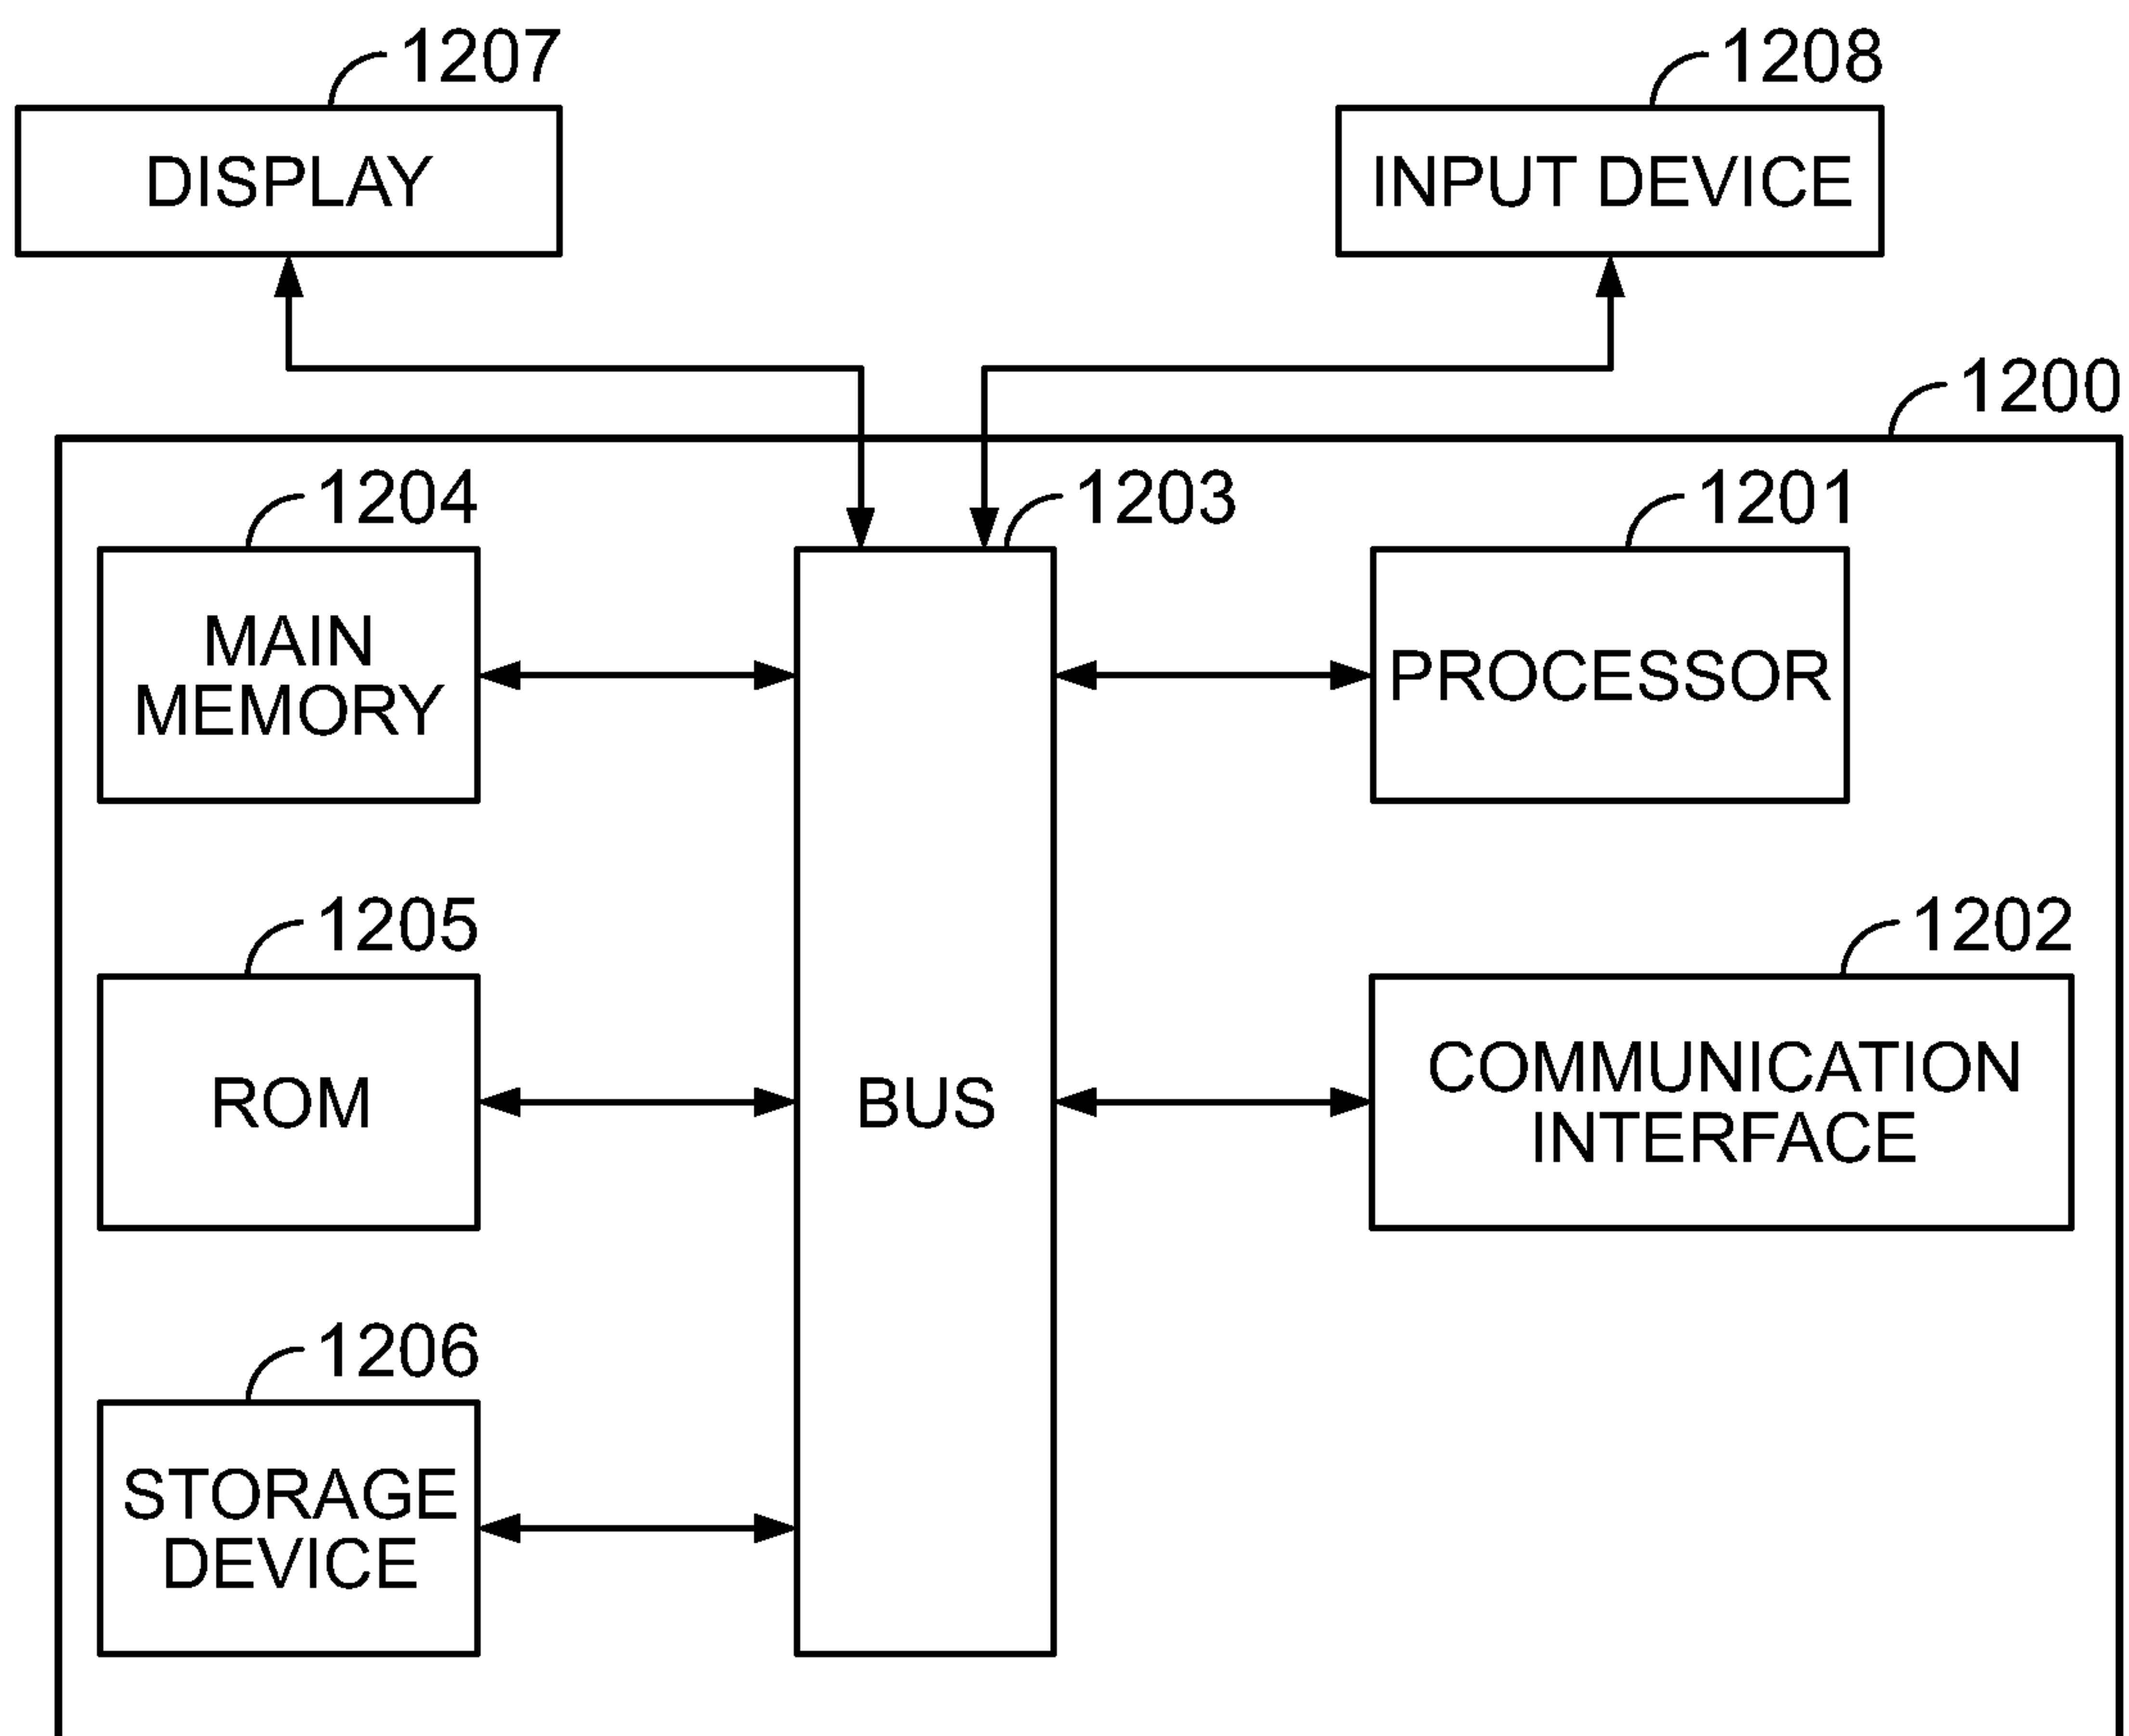 1207
1208
DISPLAY
INPUT DEVICE
1200
1204
1203
1201
MAIN
MEMORY
PROCESSOR
1205
1202
ROM
BUS
COMMUNICATION
INTERFACE
1206
STORAGE
DEVICE